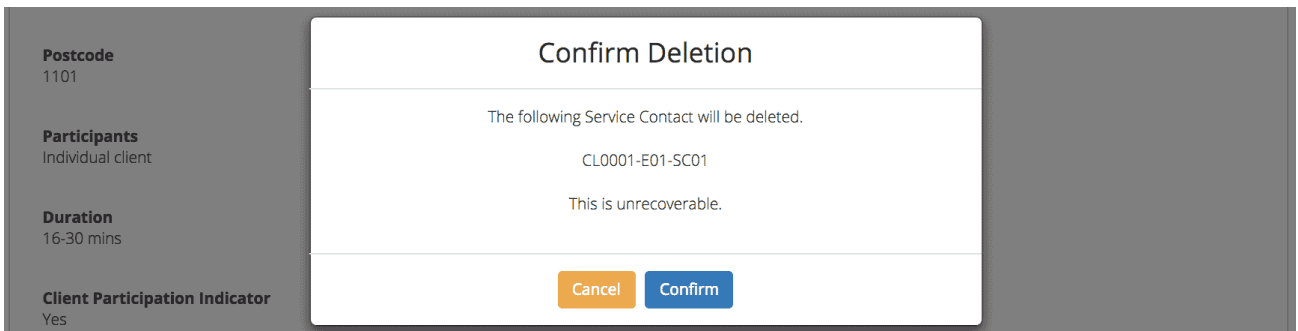 Postcode
1101
Participants
Individual client
Duration
16-30 mins
Client Participation Indicator
Yes
Confirm Deletion
The following Service Contact will be deleted.
CL0001-E01-SC01
This is unrecoverable.
Cancel
Confirm